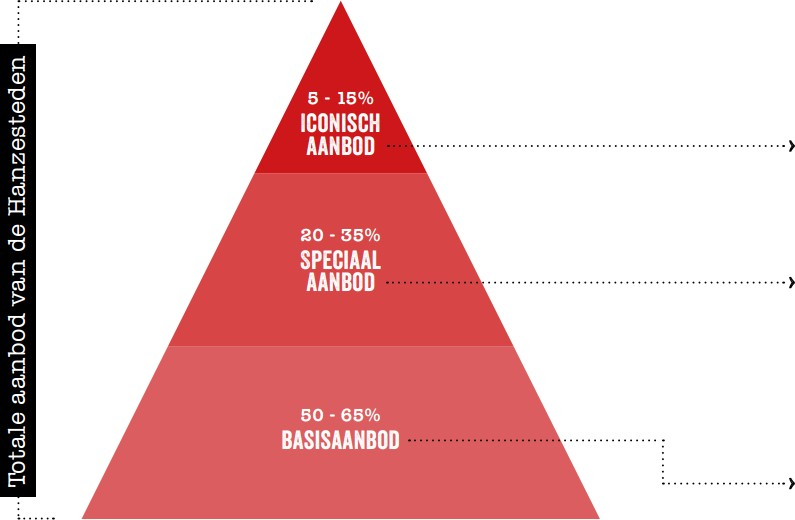 Totale aanbod van de Hanzesteden
5 - 15%
ICONISCH
AANBOD
20 - 35%
SPECIAAL
AANBOD
50 - 65%
BASISAANBOD